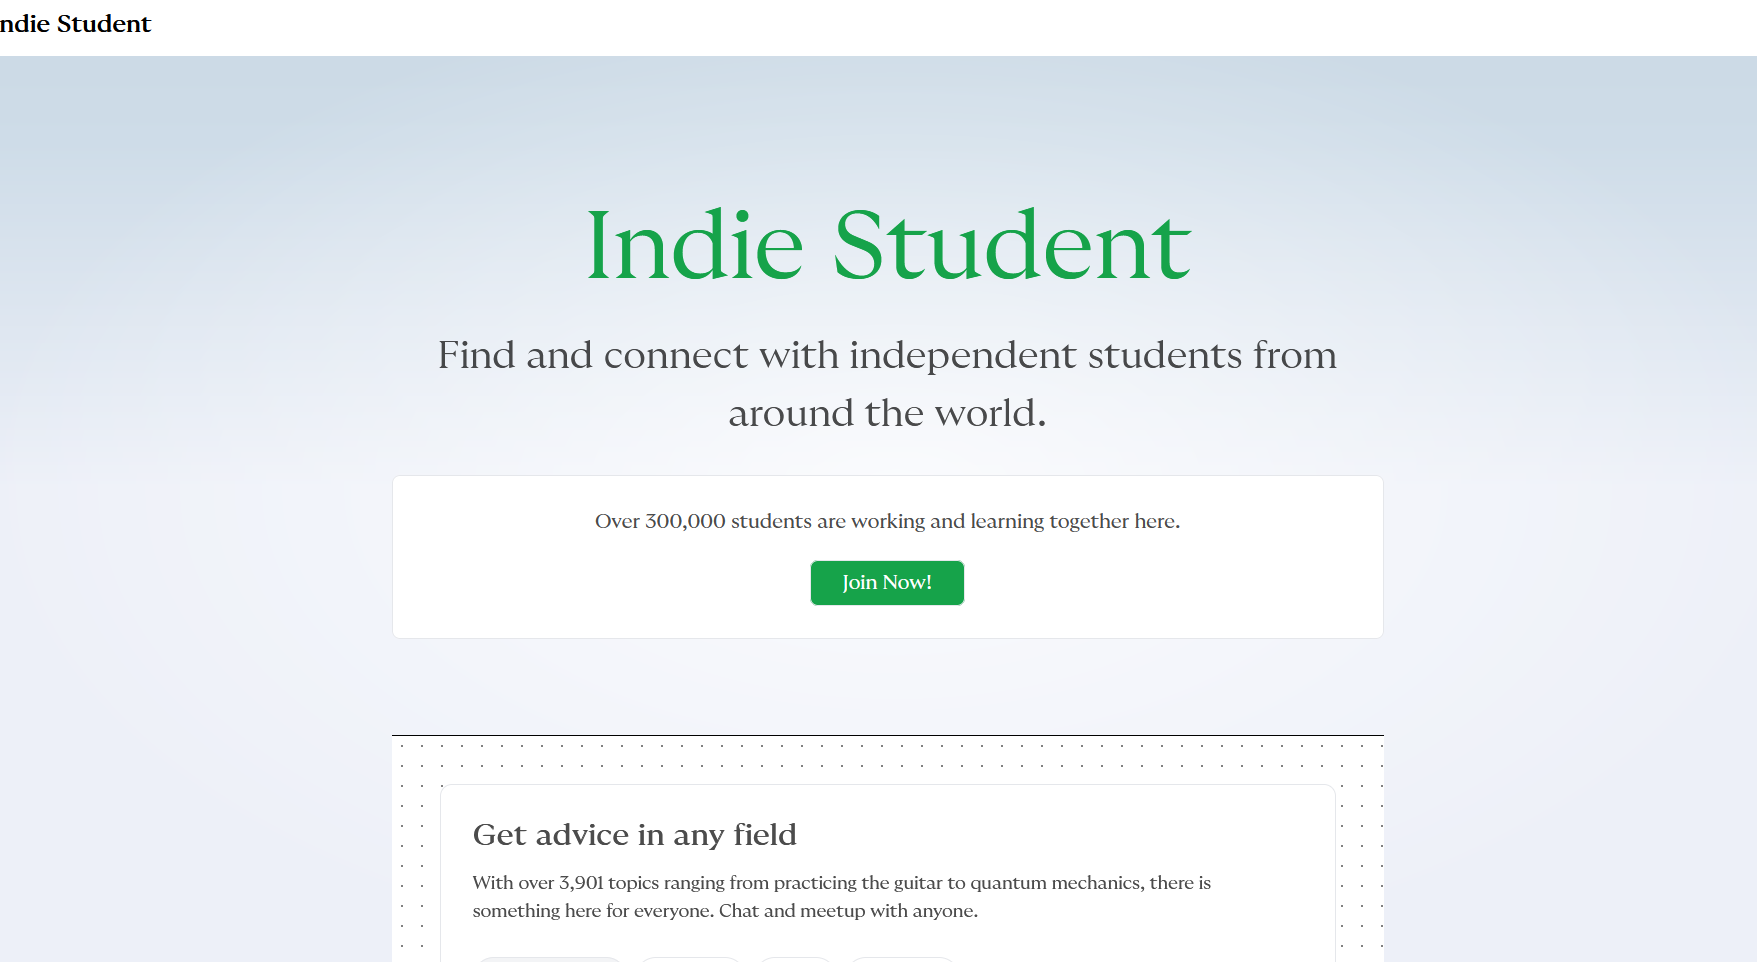 ndie Student
Indie Student
Find and connect with independent students from
around the world.
Over 300,000 students are working and learning together here.
Join Now!
Get advice in any field
With over 3,901 topics ranging from practicing the guitar to quantum mechanics, there is
something here for everyone. Chat and meetup with anyone.